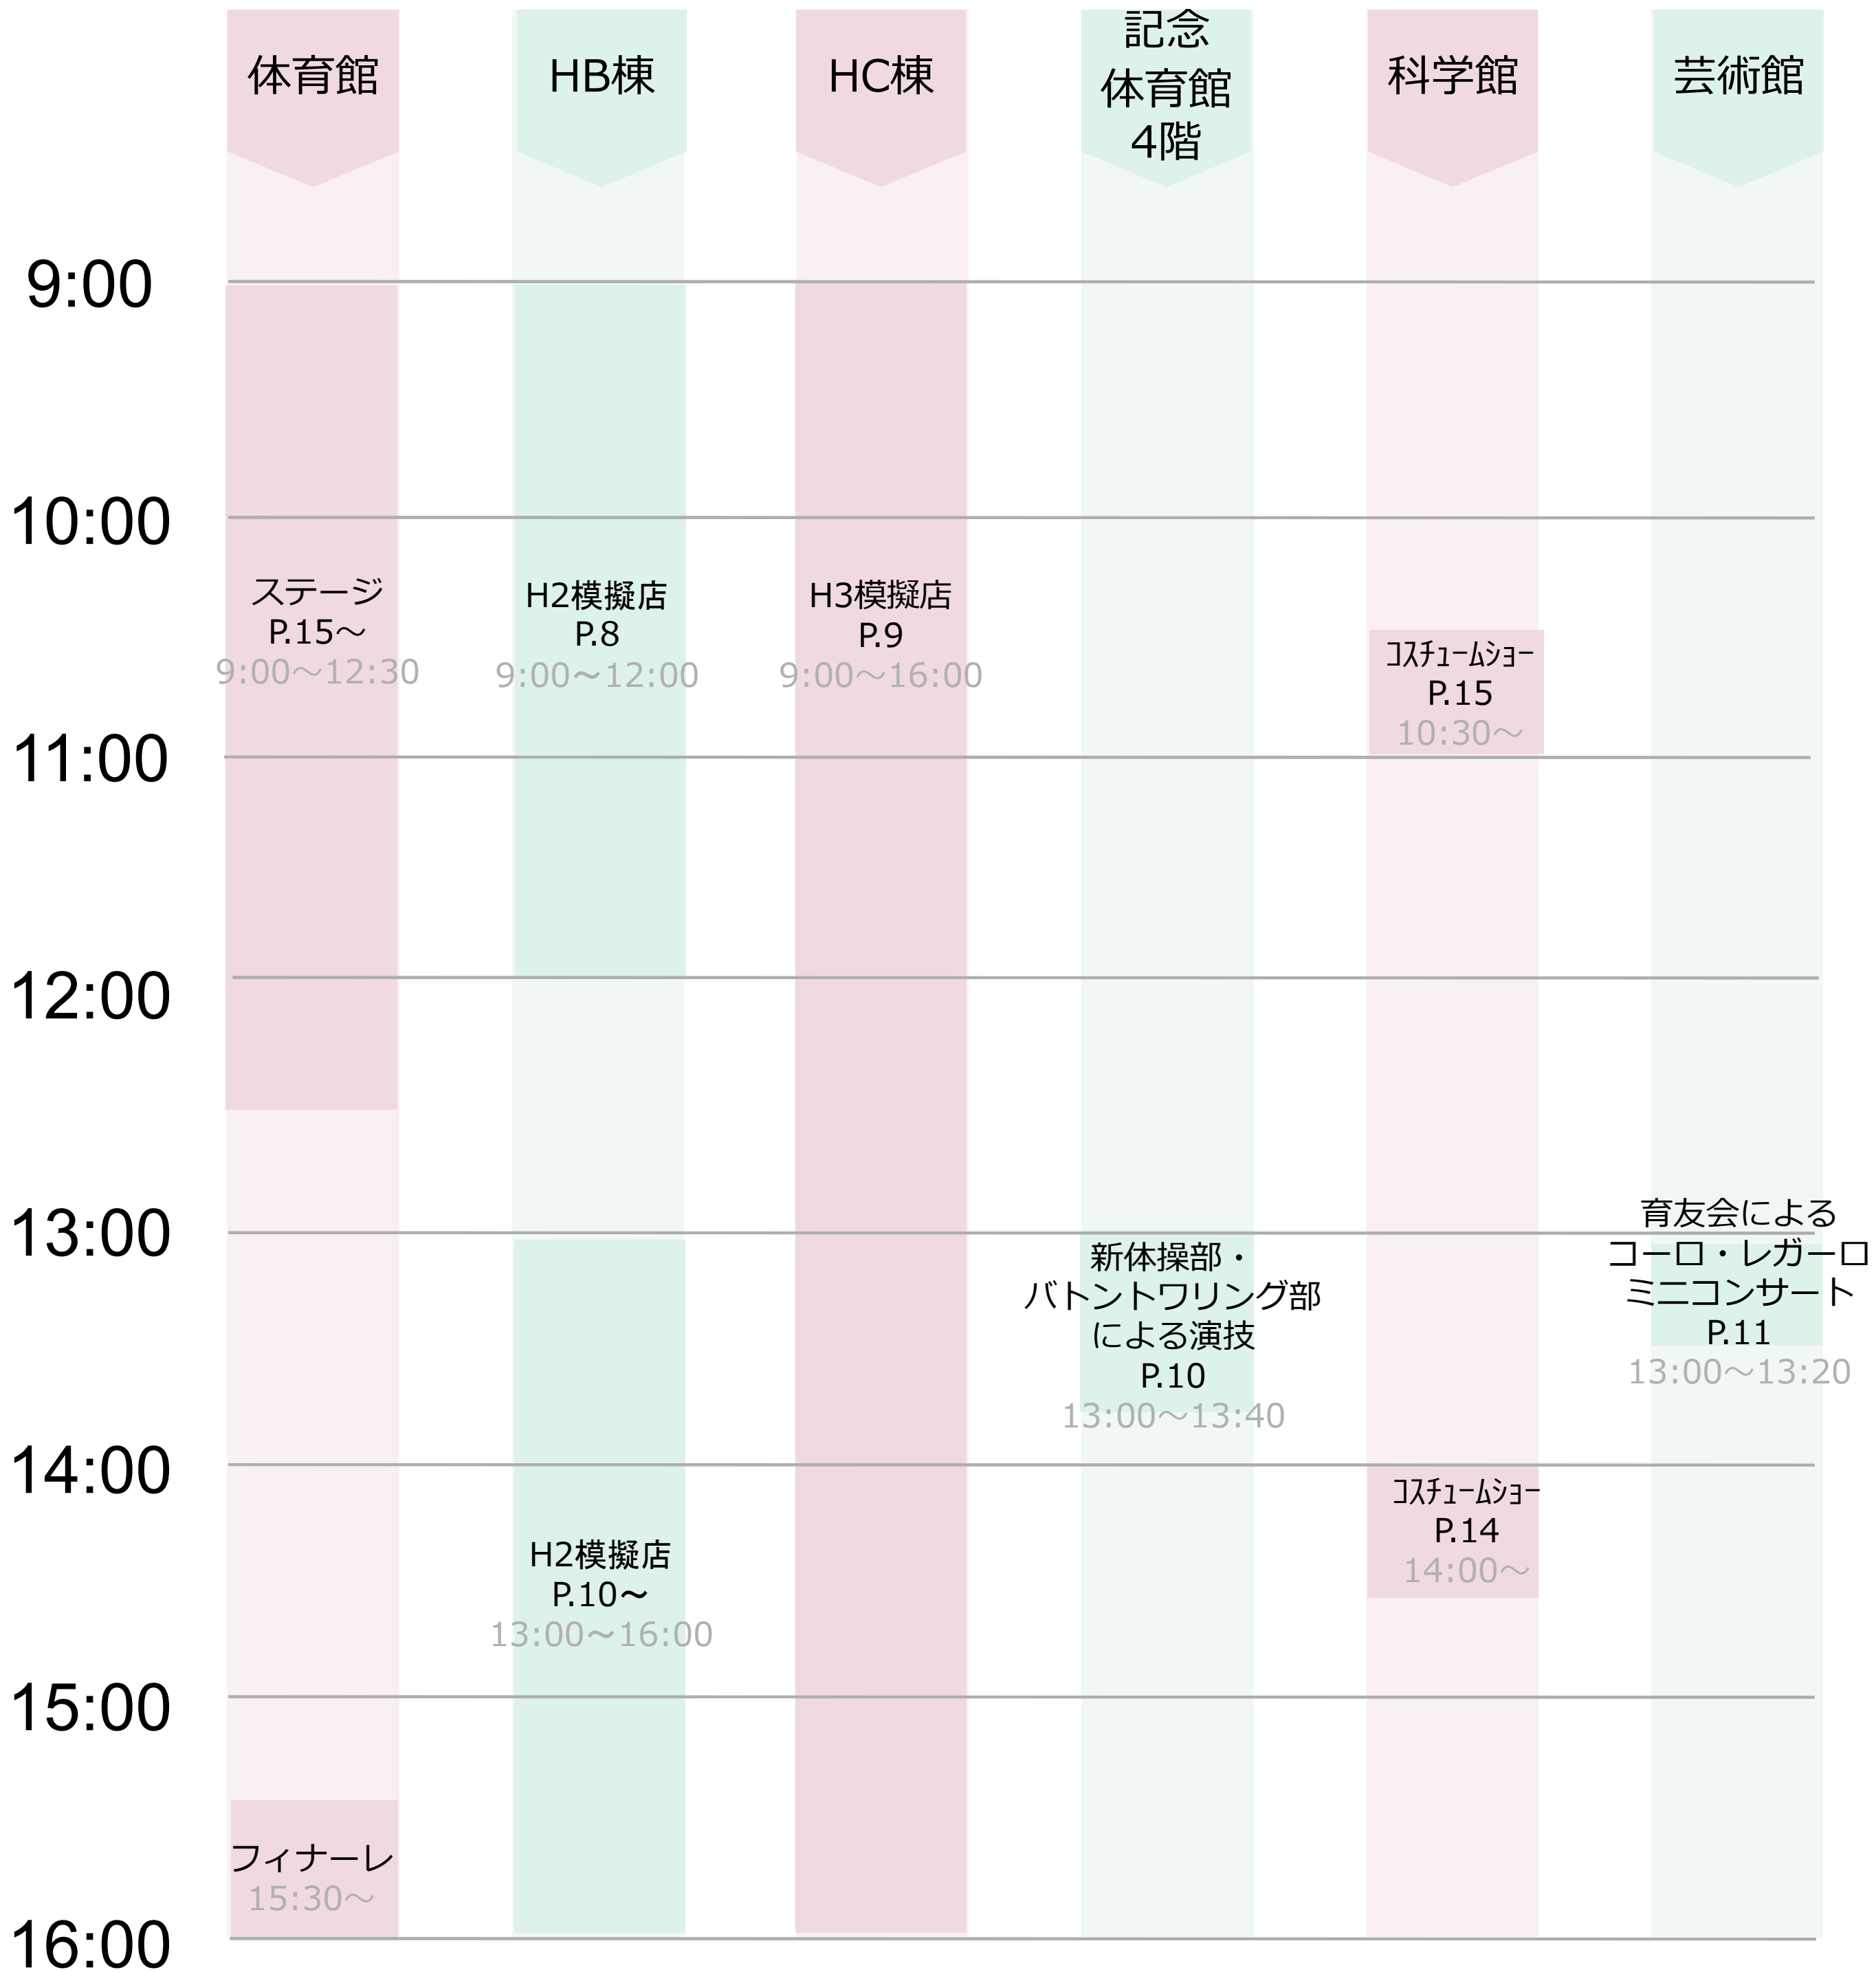 体育館
HB棟
HC棟
記念
体育館
4階
科学館
芸術館
9:00
10:00
ステージ
P.15～
9:00～12:30
H2模擬店
P.8
9:00～12:00
H3模擬店
P.9
9:00～16:00
ｺｽﾁｭームショー
P.15
10:30～
11:00
12:00
13:00
新体操部・
バトントワリング部
による演技
P.10
13:00～13:40
育友会による
コーロ・レガーロ
ミニコンサート
P.11
13:00～13:20
14:00
H2模擬店
P.10～
13:00～16:00
ｺｽﾁｭームショー
P.14
14:00～
15:00
フィナーレ
15:30～
16:00